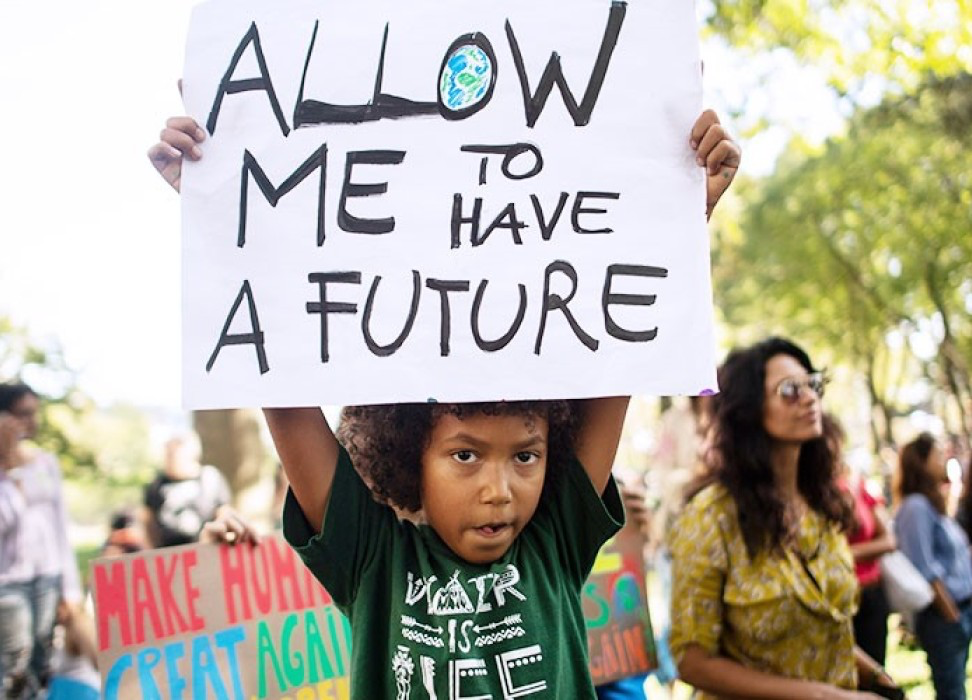 ALLOW
ME TO
HAVE
A FUTURE
MAKE HUMA
GREAT AGAI
AGAIN
WATER
IS